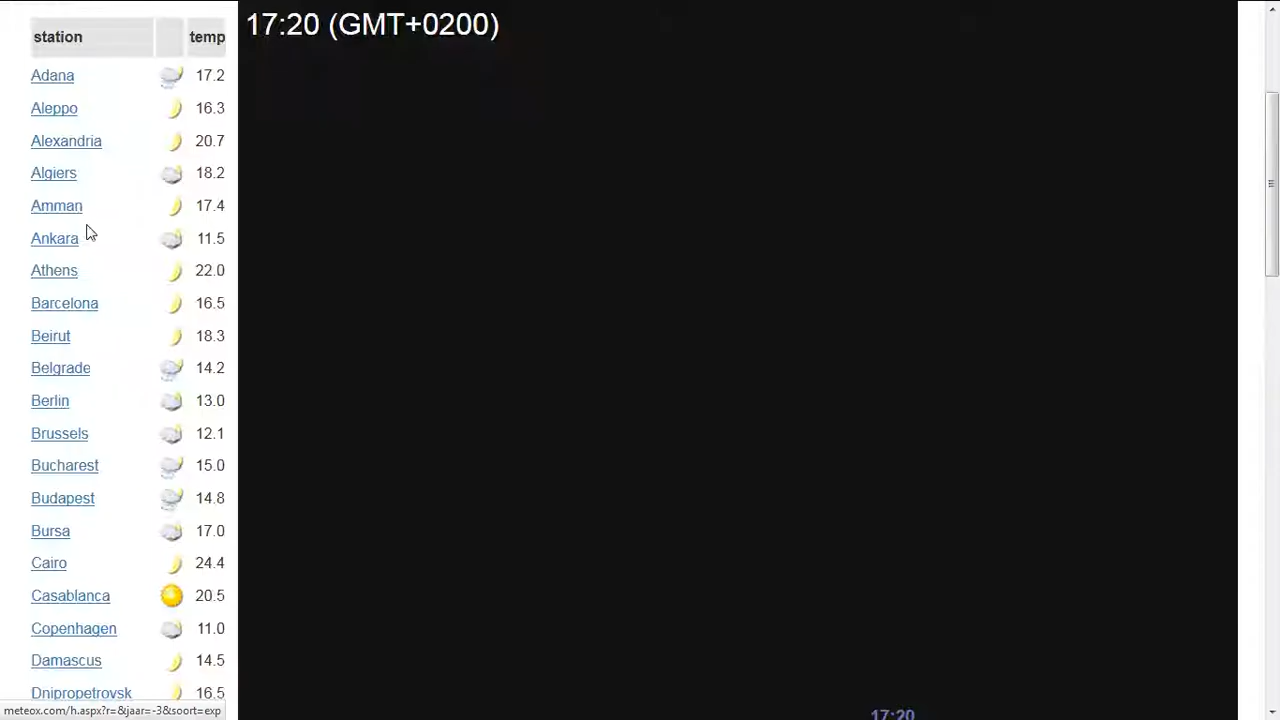 station temp
17:20 (GMT+0200)
Adana 17.2
Aleppo 16.3
Alexandria 20.7
Algiers 18.2
Amman 17.4
Ankara 11.5
Athens 22.0
Barcelona 16.5
Beirut 18.3
Belgrade 14.2
Berlin 13.0
Brussels 12.1
Bucharest 15.0
Budapest 14.8
Bursa 17.0
Cairo 24.4
Casablanca 20.5
Copenhagen 11.0
Damascus 14.5
Dnipropetrovsk 16.5
meteox.com/h.aspx?r=&jaar=-3&soort=exp
17:20